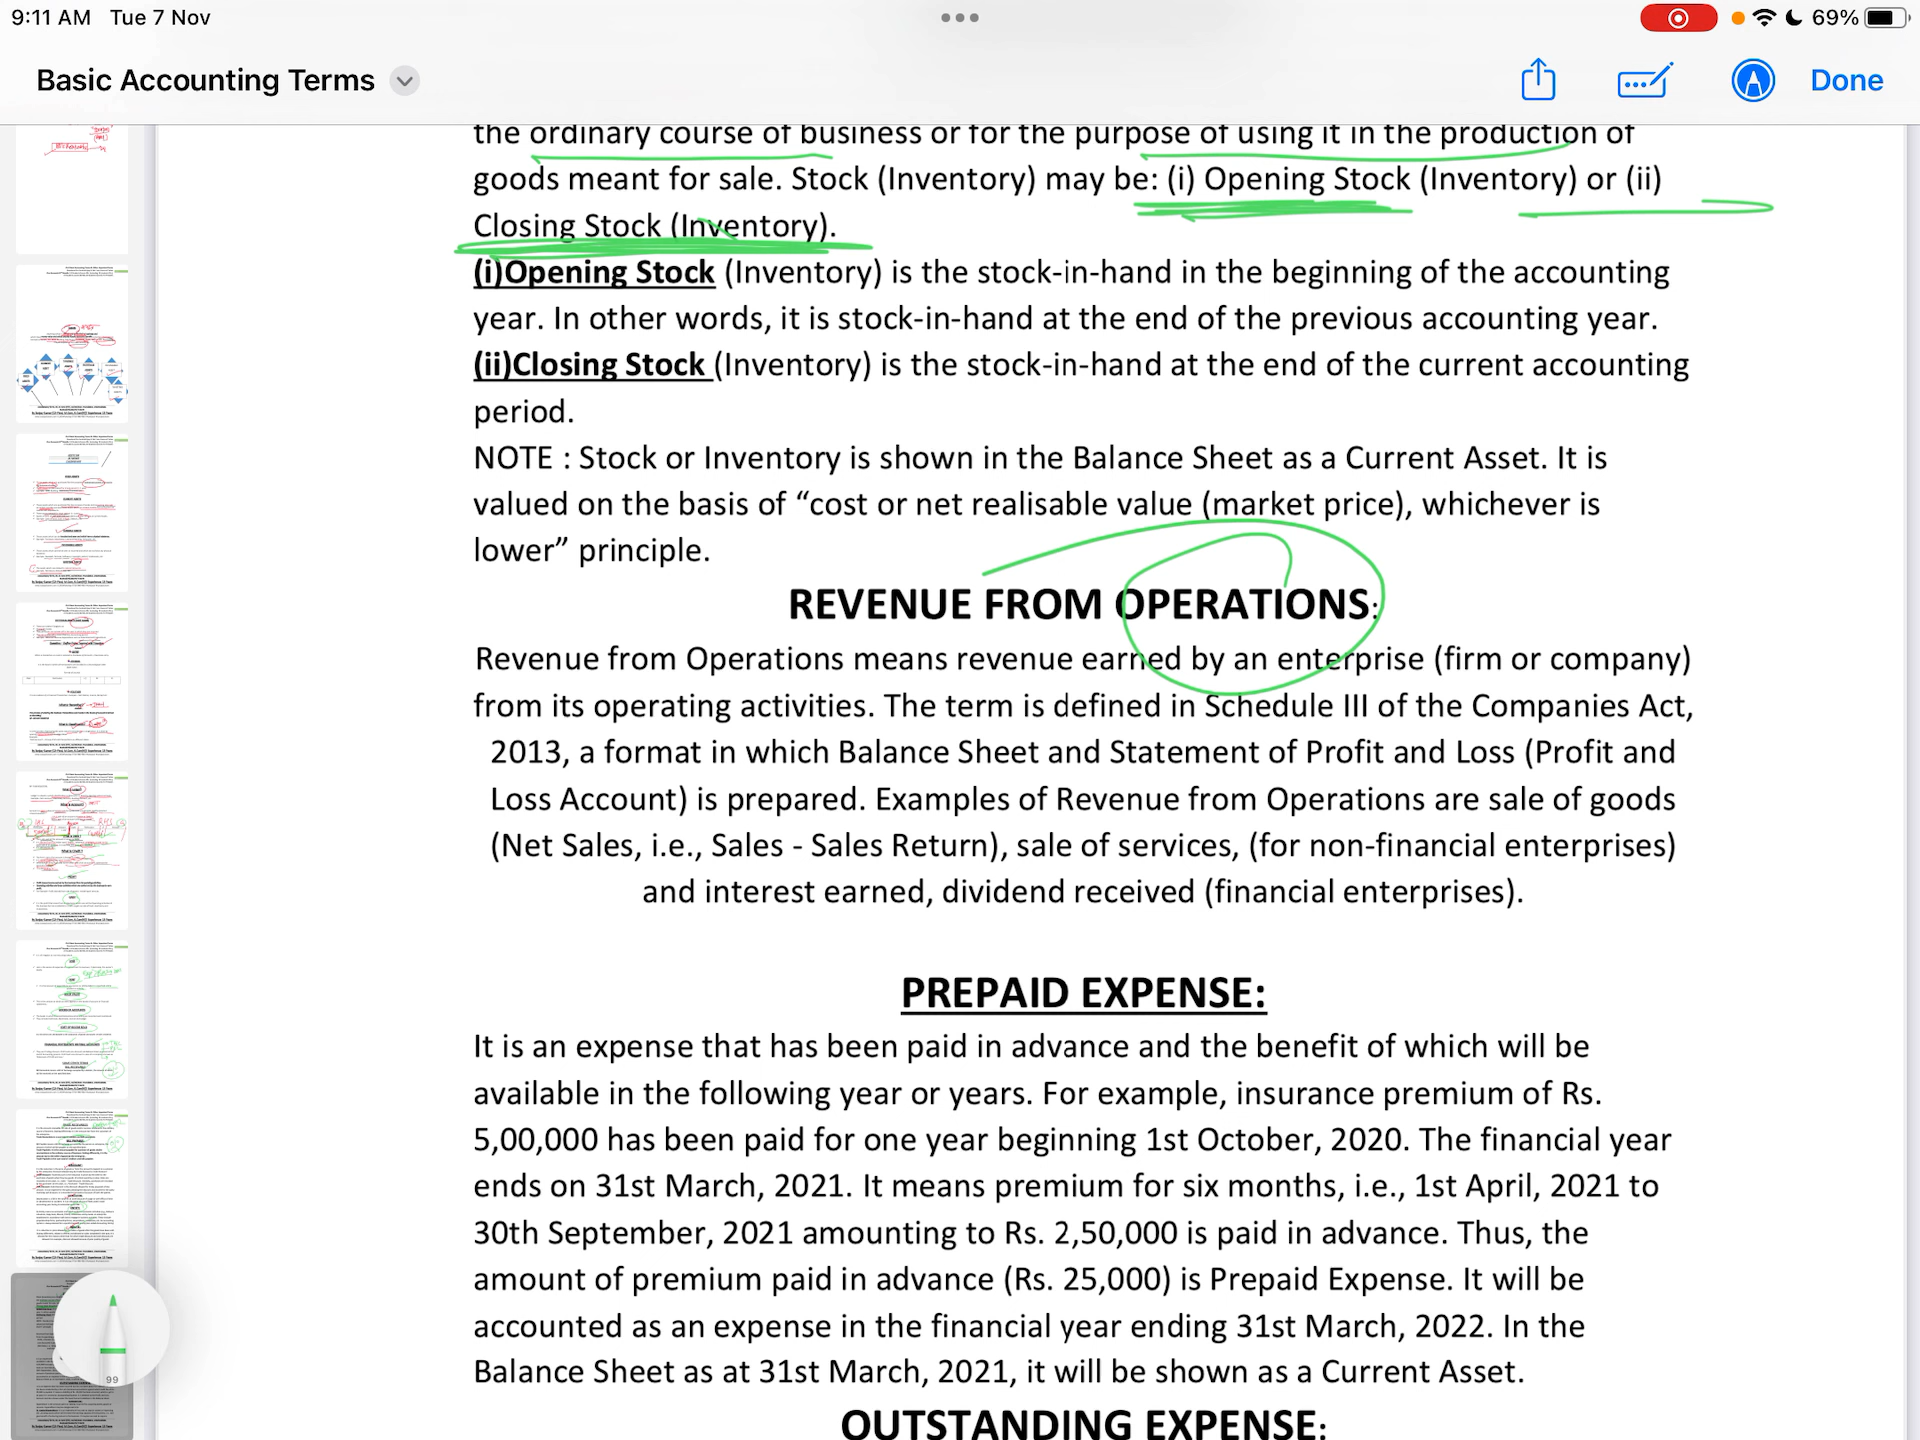 9:11 AM Tue 7 Nov
69%
Basic Accounting Terms
Done
the ordinary course of business or for the purpose of using it in the production of
goods meant for sale. Stock (Inventory) may be: (i) Opening Stock (Inventory) or (ii)
Closing Stock (Inventory).
(i)Opening Stock (Inventory) is the stock-in-hand in the beginning of the accounting
year. In other words, it is stock-in-hand at the end of the previous accounting year.
(ii)Closing Stock (Inventory) is the stock-in-hand at the end of the current accounting
period.
NOTE : Stock or Inventory is shown in the Balance Sheet as a Current Asset. It is
valued on the basis of “cost or net realisable value (market price), whichever is
lower” principle.
REVENUE FROM OPERATIONS:
Revenue from Operations means revenue earned by an enterprise (firm or company)
from its operating activities. The term is defined in Schedule III of the Companies Act,
2013, a format in which Balance Sheet and Statement of Profit and Loss (Profit and
Loss Account) is prepared. Examples of Revenue from Operations are sale of goods
(Net Sales, i.e., Sales - Sales Return), sale of services, (for non-financial enterprises)
and interest earned, dividend received (financial enterprises).
PREPAID EXPENSE:
It is an expense that has been paid in advance and the benefit of which will be
available in the following year or years. For example, insurance premium of Rs.
5,00,000 has been paid for one year beginning 1st October, 2020. The financial year
ends on 31st March, 2021. It means premium for six months, i.e., 1st April, 2021 to
30th September, 2021 amounting to Rs. 2,50,000 is paid in advance. Thus, the
amount of premium paid in advance (Rs. 25,000) is Prepaid Expense. It will be
accounted as an expense in the financial year ending 31st March, 2022. In the
Balance Sheet as at 31st March, 2021, it will be shown as a Current Asset.
OUTSTANDING EXPENSE:
99